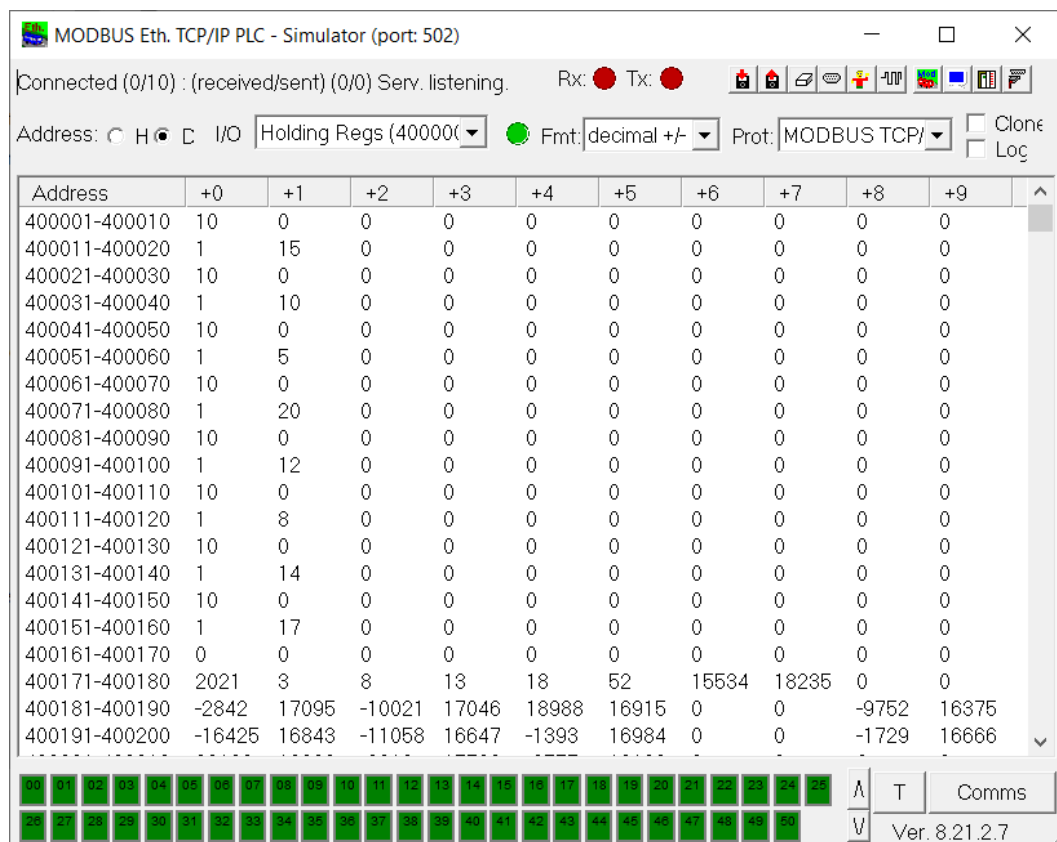 MODBUS Eth. TCP/IP PLC - Simulator (port: 502)
Connected (0/10) : (received/sent) (0/0) Serv. listening. Rx: Tx:
Address: H D I/O Holding Regs (40000( Fmt: decimal +/- Prot: MODBUS TCP/ Clone
Log
Address +0 +1 +2 +3 +4 +5 +6 +7 +8 +9
400001-400010 10 0 0 0 0 0 0 0 0 0
400011-400020 1 15 0 0 0 0 0 0 0 0
400021-400030 10 0 0 0 0 0 0 0 0 0
400031-400040 1 10 0 0 0 0 0 0 0 0
400041-400050 10 0 0 0 0 0 0 0 0 0
400051-400060 1 5 0 0 0 0 0 0 0 0
400061-400070 10 0 0 0 0 0 0 0 0 0
400071-400080 1 20 0 0 0 0 0 0 0 0
400081-400090 10 0 0 0 0 0 0 0 0 0
400091-400100 1 12 0 0 0 0 0 0 0 0
400101-400110 10 0 0 0 0 0 0 0 0 0
400111-400120 1 8 0 0 0 0 0 0 0 0
400121-400130 10 0 0 0 0 0 0 0 0 0
400131-400140 1 14 0 0 0 0 0 0 0 0
400141-400150 10 0 0 0 0 0 0 0 0 0
400151-400160 1 17 0 0 0 0 0 0 0 0
400161-400170 0 0 0 0 0 0 0 0 0 0
400171-400180 2021 3 8 13 18 52 15534 18235 0 0
400181-400190 -2842 17095 -10021 17046 18988 16915 0 0 -9752 16375
400191-400200 -16425 16843 -11058 16647 -1393 16984 0 0 -1729 16666
00 01 02 03 04 05 06 07 08 09 10 11 12 13 14 15 16 17 18 19 20 21 22 23 24 25 /\ T Comms
26 27 28 29 30 31 32 33 34 35 36 37 38 39 40 41 42 43 44 45 46 47 48 49 50 \/ Ver. 8.21.2.7